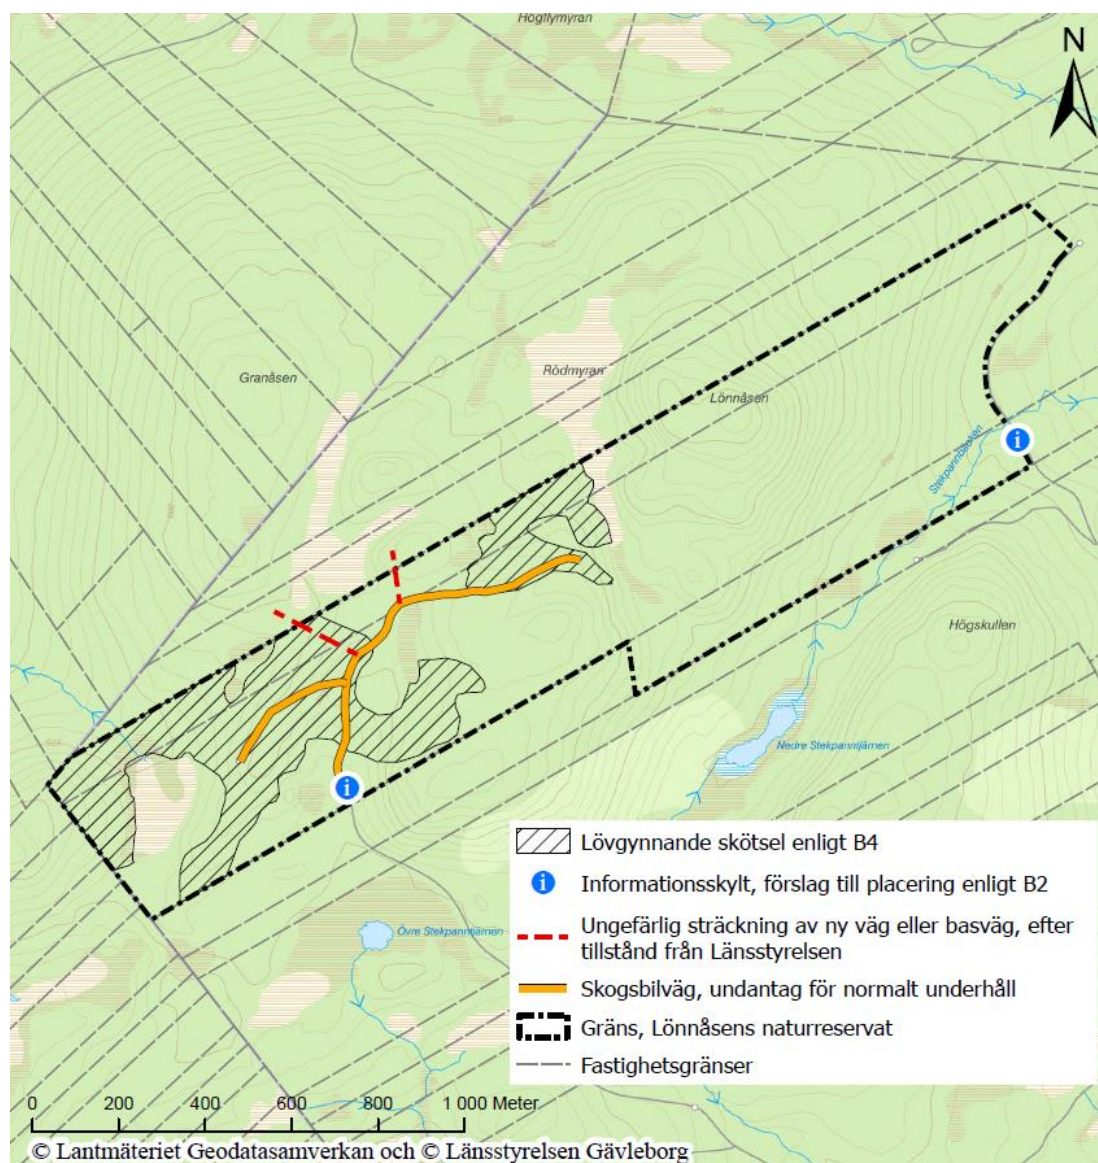 Högflymyran
N
Granåsen
Rödmyran
Lönnåsen
Stekpannbäcken
Högskullen
Nedre Stekpanntjärnen
Övre Stekpanntjärnen
Lövgynnande skötsel enligt B4
i Informationsskylt, förslag till placering enligt B2
Ungefärlig sträckning av ny väg eller basväg, efter
tillstånd från Länsstyrelsen
Skogsbilväg, undantag för normalt underhåll
Gräns, Lönnåsens naturreservat
Fastighetsgränser
0 200 400 600 800 1 000 Meter
© Lantmäteriet Geodatasamverkan och © Länsstyrelsen Gävleborg